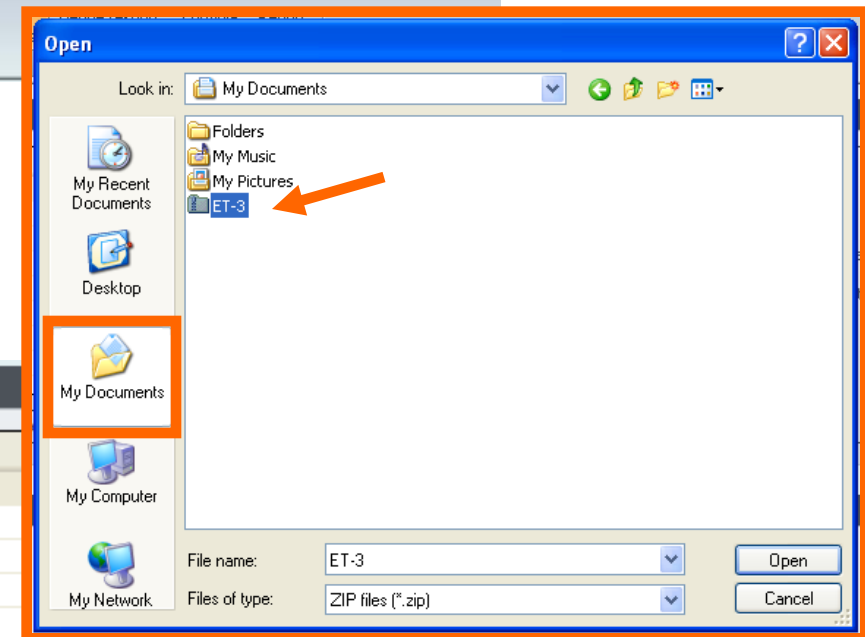 Open
Look in:
My Documents
Folders
My Music
My Pictures
ET-3
My Recent
Documents
Desktop
My Documents
My Computer
My Network
File name:
ET-3
Open
Files of type:
ZIP files (*.zip)
Cancel